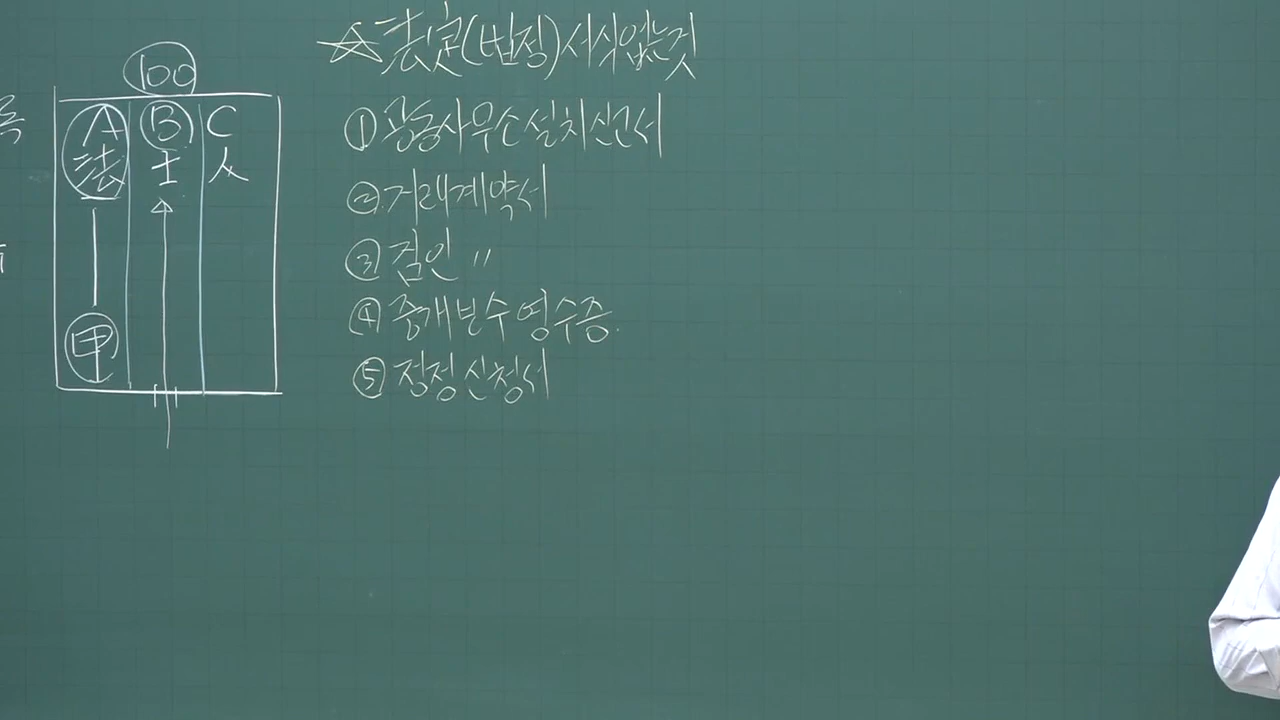 100
A B C
法 士 人
甲
☆ 法定(법정)서식없는것
① 공동사무소설치신고서
② 거래계약서
③ 검인 〃
④ 중개보수영수증.
⑤ 정정신청서